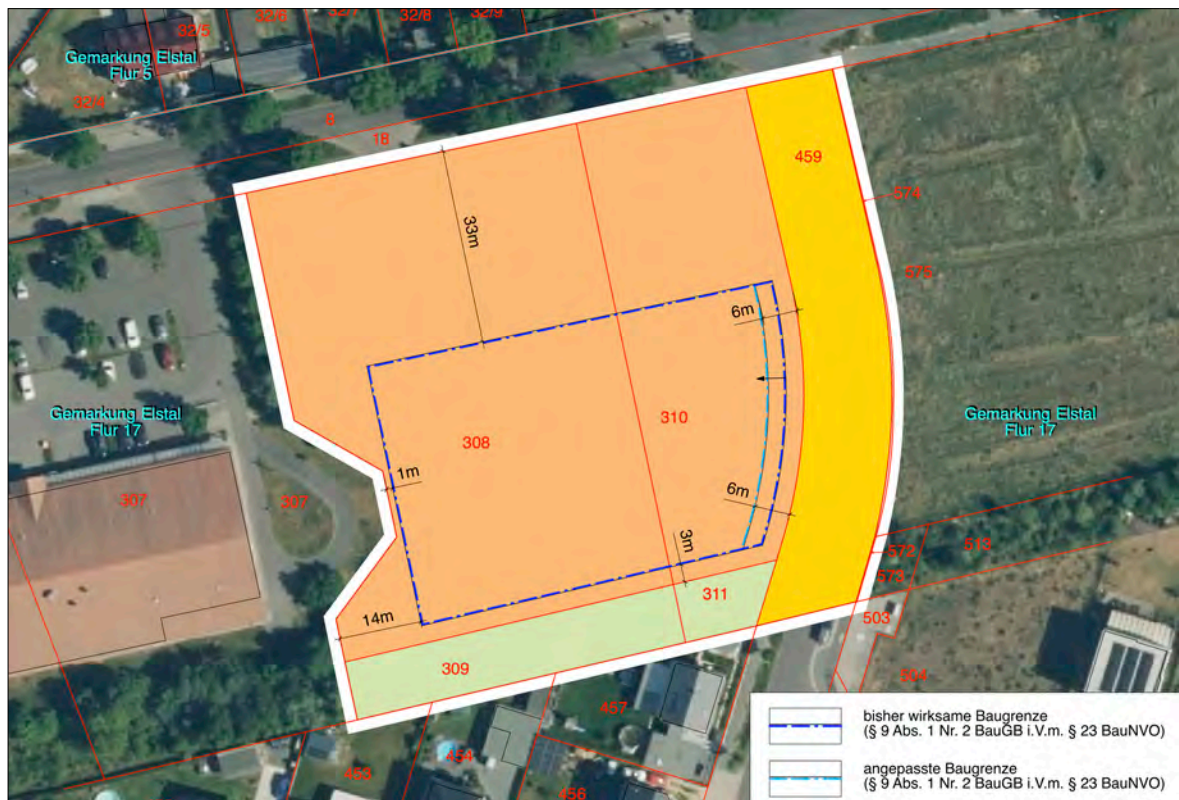 32/5
32/6
32/7
32/8
32/9
Gemarkung Elstal
Flur 5
32/4
8
18
459
574
33m
575
6m
Gemarkung Elstal
Flur 17
308
310
Gemarkung Elstal
Flur 17
307
307
1m
6m
3m
572
513
573
311
503
14m
309
504
457
453
454
456
bisher wirksame Baugrenze
(§ 9 Abs. 1 Nr. 2 BauGB i.V.m. § 23 BauNVO)
angepasste Baugrenze
(§ 9 Abs. 1 Nr. 2 BauGB i.V.m. § 23 BauNVO)